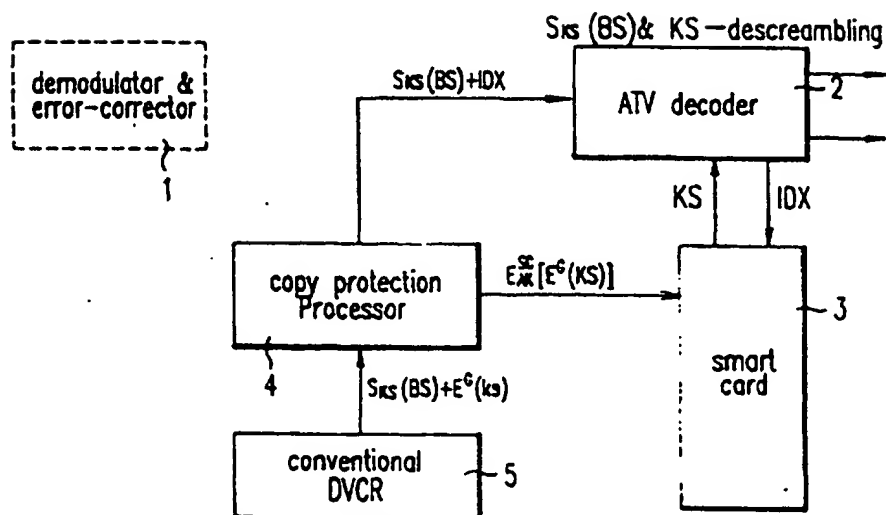 SKS (BS) & KS-descreambling
demodulator &
error-corrector
1
SKS (BS)+IDX
ATV decoder
2
KS
IDX
copy protection
Processor
4
[E^G(KS)]
3
smart
card
SKS (BS)+E^G(ks)
conventional
DVCR
5